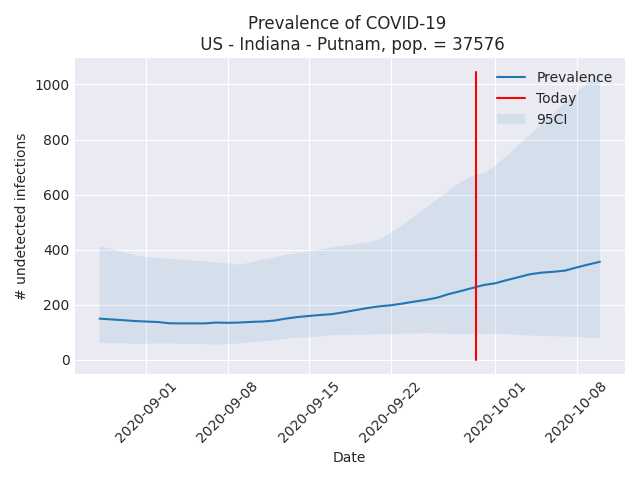 Prevalence of COVID-19
US - Indiana - Putnam, pop. = 37576
Prevalence
Today
95CI
# undetected infections
1000
800
600
400
200
0
2020-09-01
2020-09-08
2020-09-15
2020-09-22
2020-10-01
2020-10-08
Date